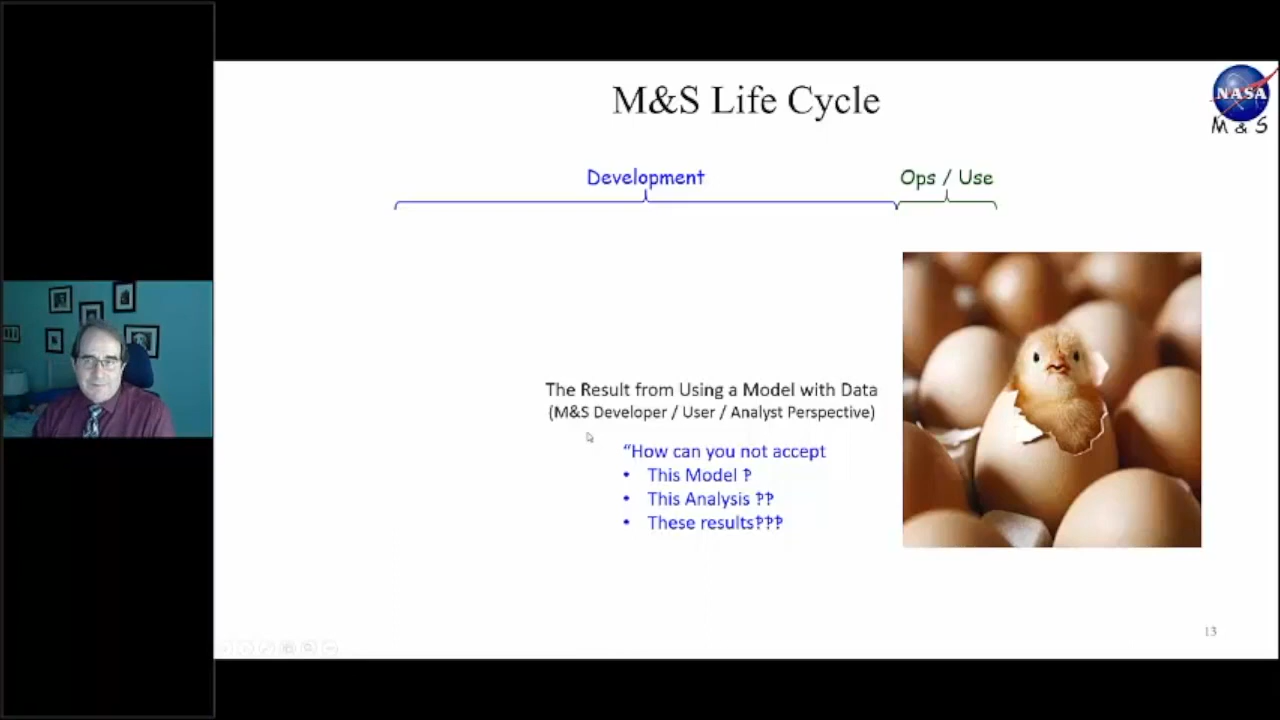 M&S Life Cycle
NASA
M & S
Development
Ops / Use
The Result from Using a Model with Data
(M&S Developer / User / Analyst Perspective)
“How can you not accept
• This Model ‽
• This Analysis ‽‽
• These results‽‽‽
13